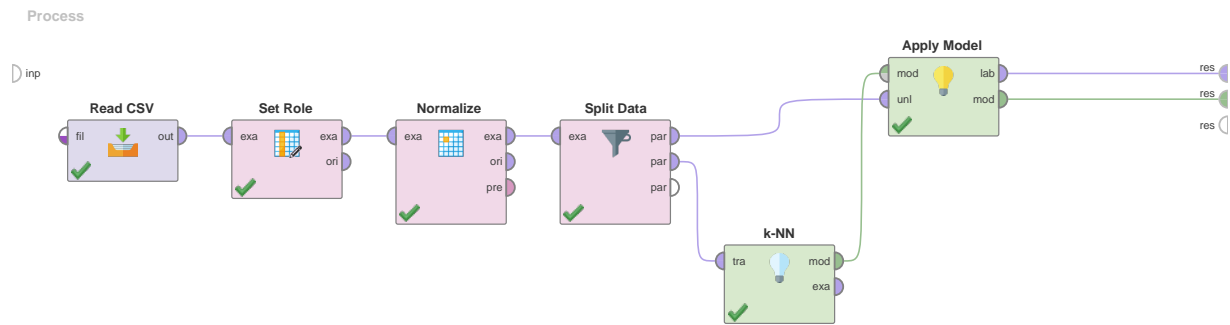 Process
inp
Read CSV
fil out
Set Role
exa exa
ori
Normalize
exa exa
ori
pre
Split Data
exa par
par
par
k-NN
tra mod
exa
Apply Model
mod lab
unl mod
res
res
res